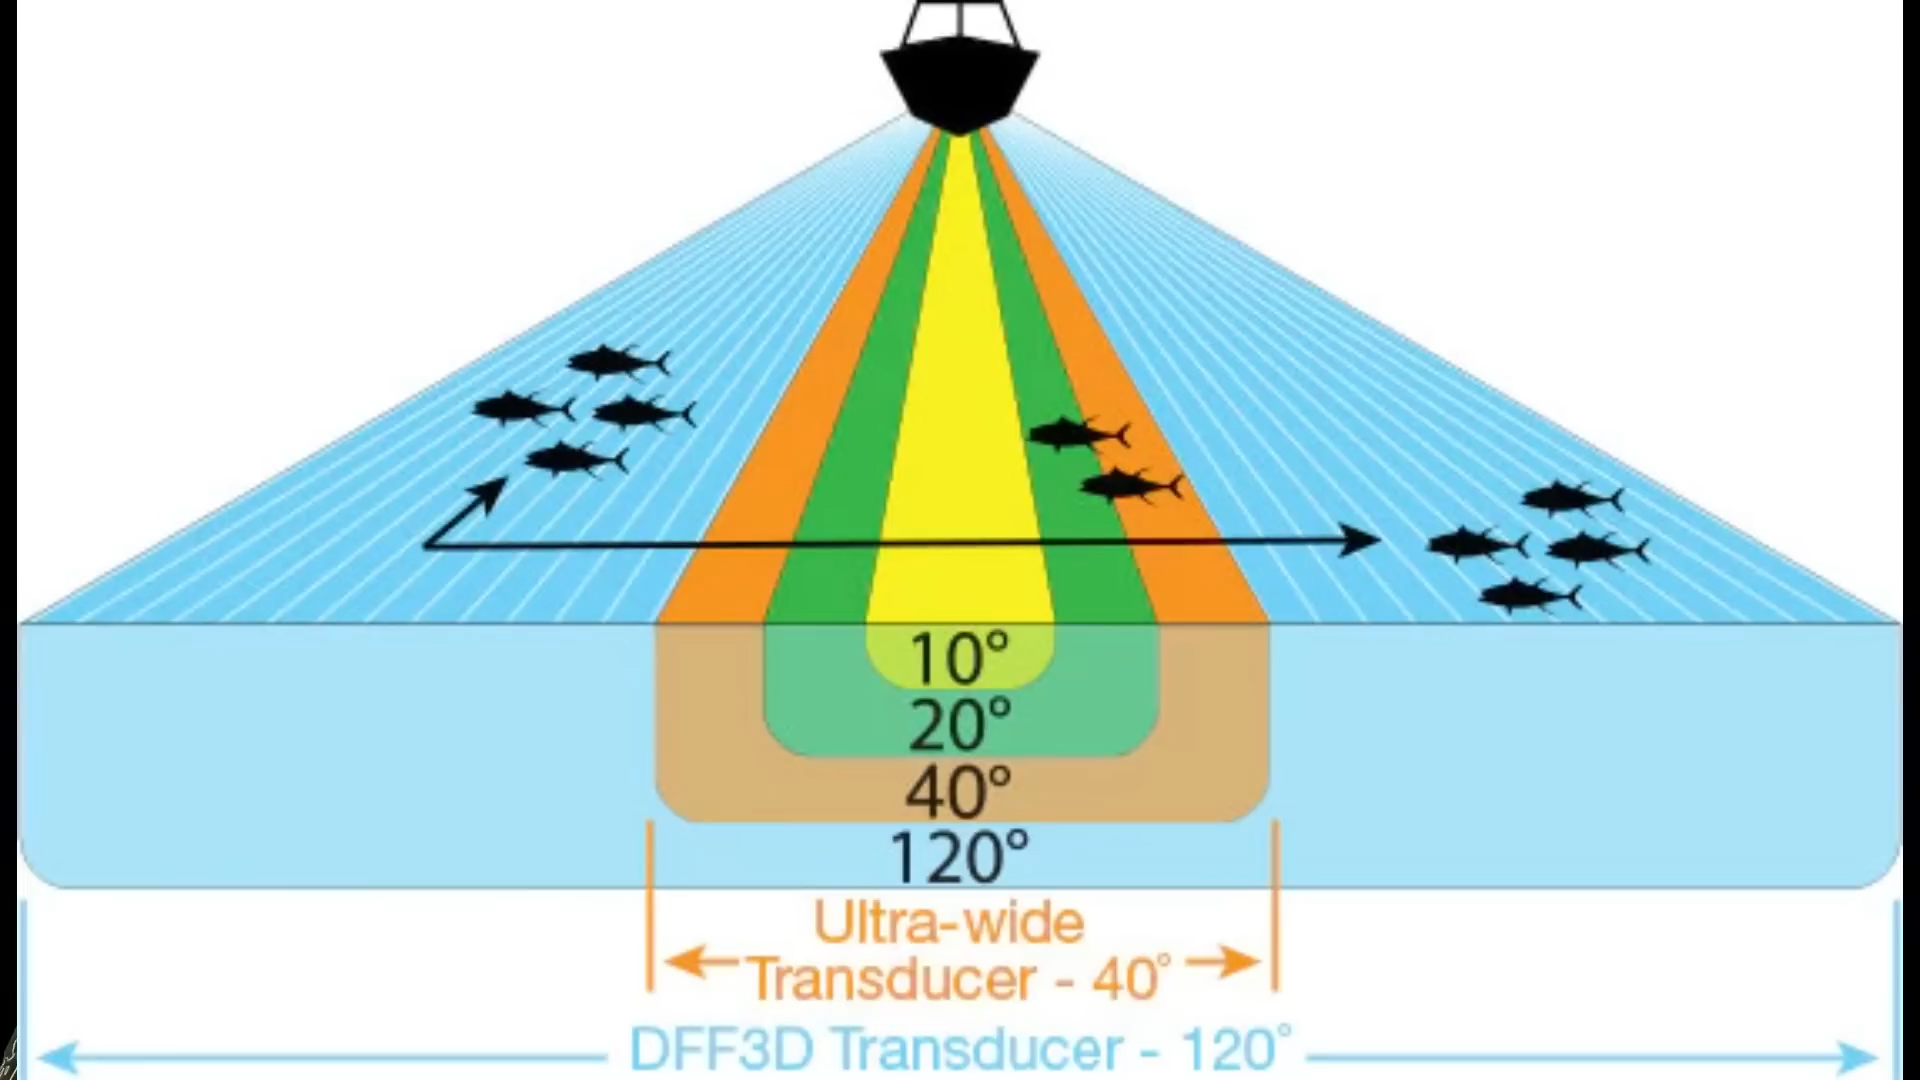 10°
20°
40°
120°
Ultra-wide
Transducer - 40°
DFF3D Transducer - 120°